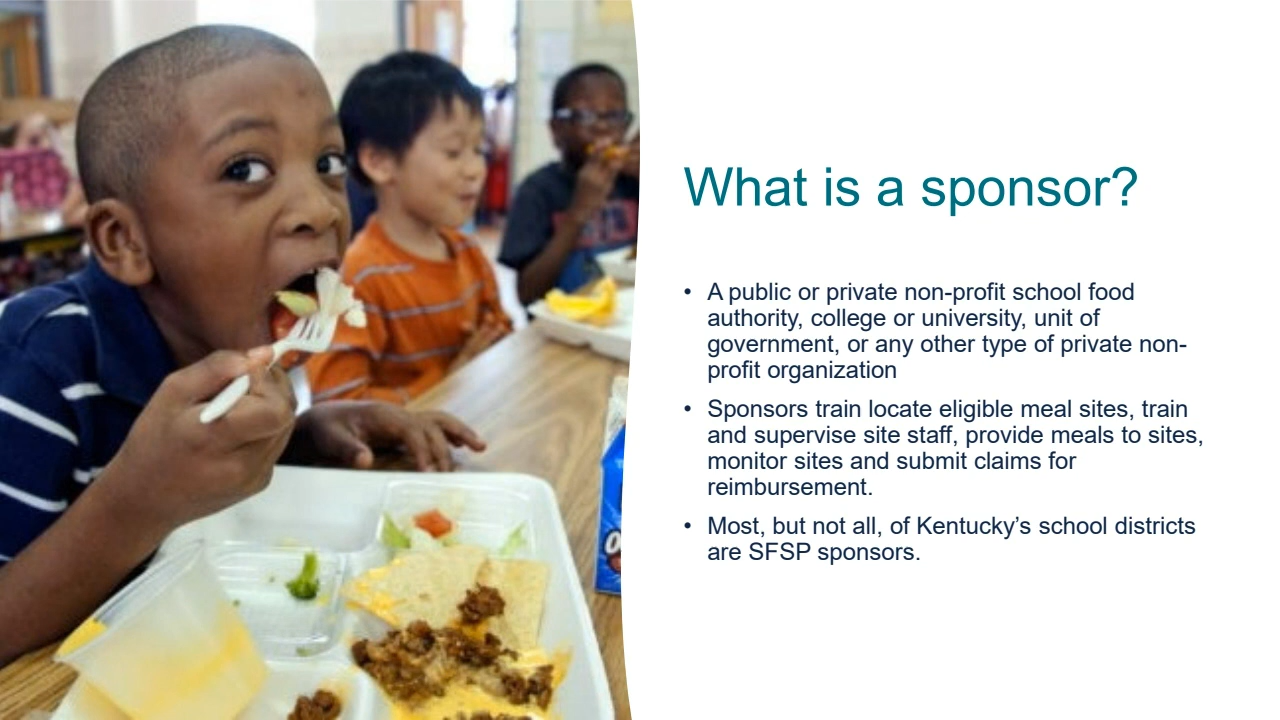 What is a sponsor?
• A public or private non-profit school food
authority, college or university, unit of
government, or any other type of private non-
profit organization
• Sponsors train locate eligible meal sites, train
and supervise site staff, provide meals to sites,
monitor sites and submit claims for
reimbursement.
• Most, but not all, of Kentucky’s school districts
are SFSP sponsors.